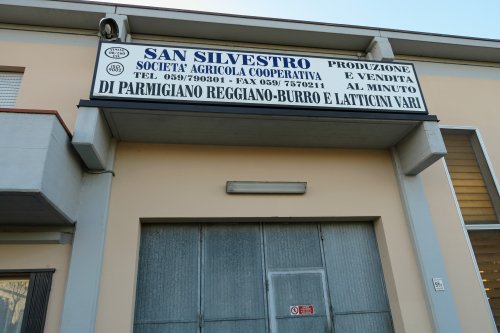 SAN SILVESTRO
SOCIETA' AGRICOLA COOPERATIVA
TEL 059/790301 - FAX 059/7570211
PRODUZIONE
E VENDITA
AL MINUTO
DI PARMIGIANO REGGIANO-BURRO E LATTICINI VARI